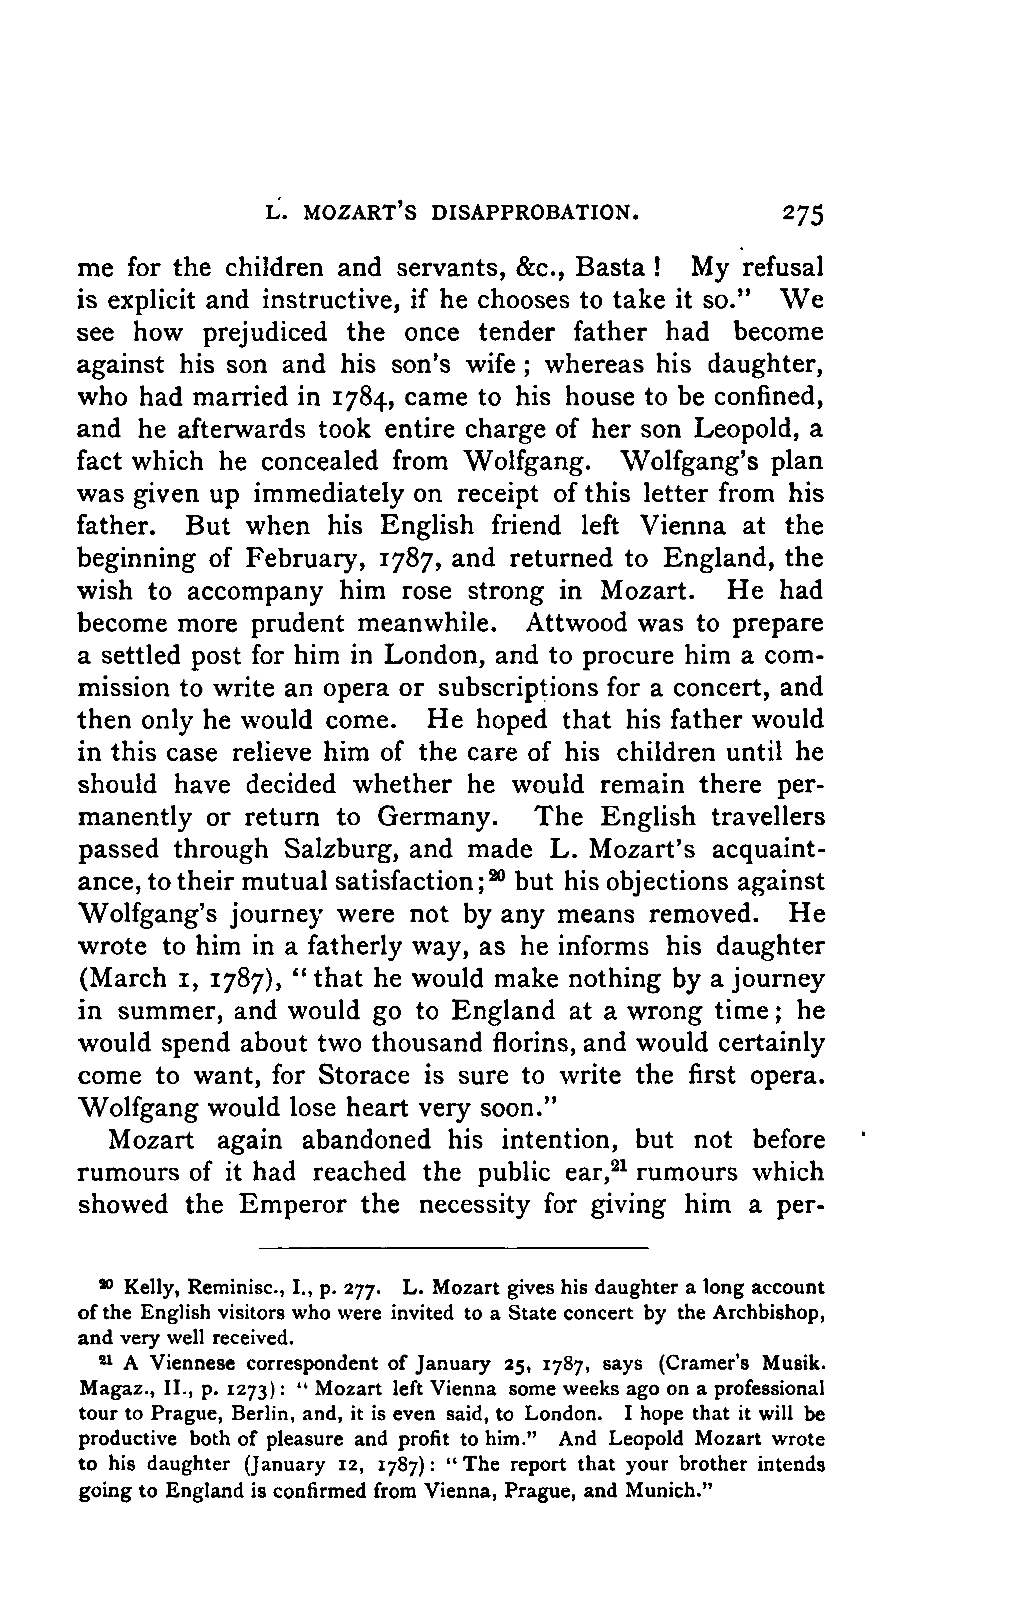 L. MOZART'S DISAPPROBATION. 275
me for the children and servants, &c., Basta ! My refusal
is explicit and instructive, if he chooses to take it so." We
see how prejudiced the once tender father had become
against his son and his son's wife ; whereas his daughter,
who had married in 1784, came to his house to be confined,
and he afterwards took entire charge of her son Leopold, a
fact which he concealed from Wolfgang. Wolfgang's plan
was given up immediately on receipt of this letter from his
father. But when his English friend left Vienna at the
beginning of February, 1787, and returned to England, the
wish to accompany him rose strong in Mozart. He had
become more prudent meanwhile. Attwood was to prepare
a settled post for him in London, and to procure him a com-
mission to write an opera or subscriptions for a concert, and
then only he would come. He hoped that his father would
in this case relieve him of the care of his children until he
should have decided whether he would remain there per-
manently or return to Germany. The English travellers
passed through Salzburg, and made L. Mozart's acquaint-
ance, to their mutual satisfaction ;20 but his objections against
Wolfgang's journey were not by any means removed. He
wrote to him in a fatherly way, as he informs his daughter
(March 1, 1787), "that he would make nothing by a journey
in summer, and would go to England at a wrong time ; he
would spend about two thousand florins, and would certainly
come to want, for Storace is sure to write the first opera.
Wolfgang would lose heart very soon."
Mozart again abandoned his intention, but not before
rumours of it had reached the public ear,21 rumours which
showed the Emperor the necessity for giving him a per-
20 Kelly, Reminisc., I., p. 277. L. Mozart gives his daughter a long account
of the English visitors who were invited to a State concert by the Archbishop,
and very well received.
21 A Viennese correspondent of January 25, 1787, says (Cramer's Musik.
Magaz., II., p. 1273) : "Mozart left Vienna some weeks ago on a professional
tour to Prague, Berlin, and, it is even said, to London. I hope that it will be
productive both of pleasure and profit to him." And Leopold Mozart wrote
to his daughter (January 12, 1787) : "The report that your brother intends
going to England is confirmed from Vienna, Prague, and Munich."